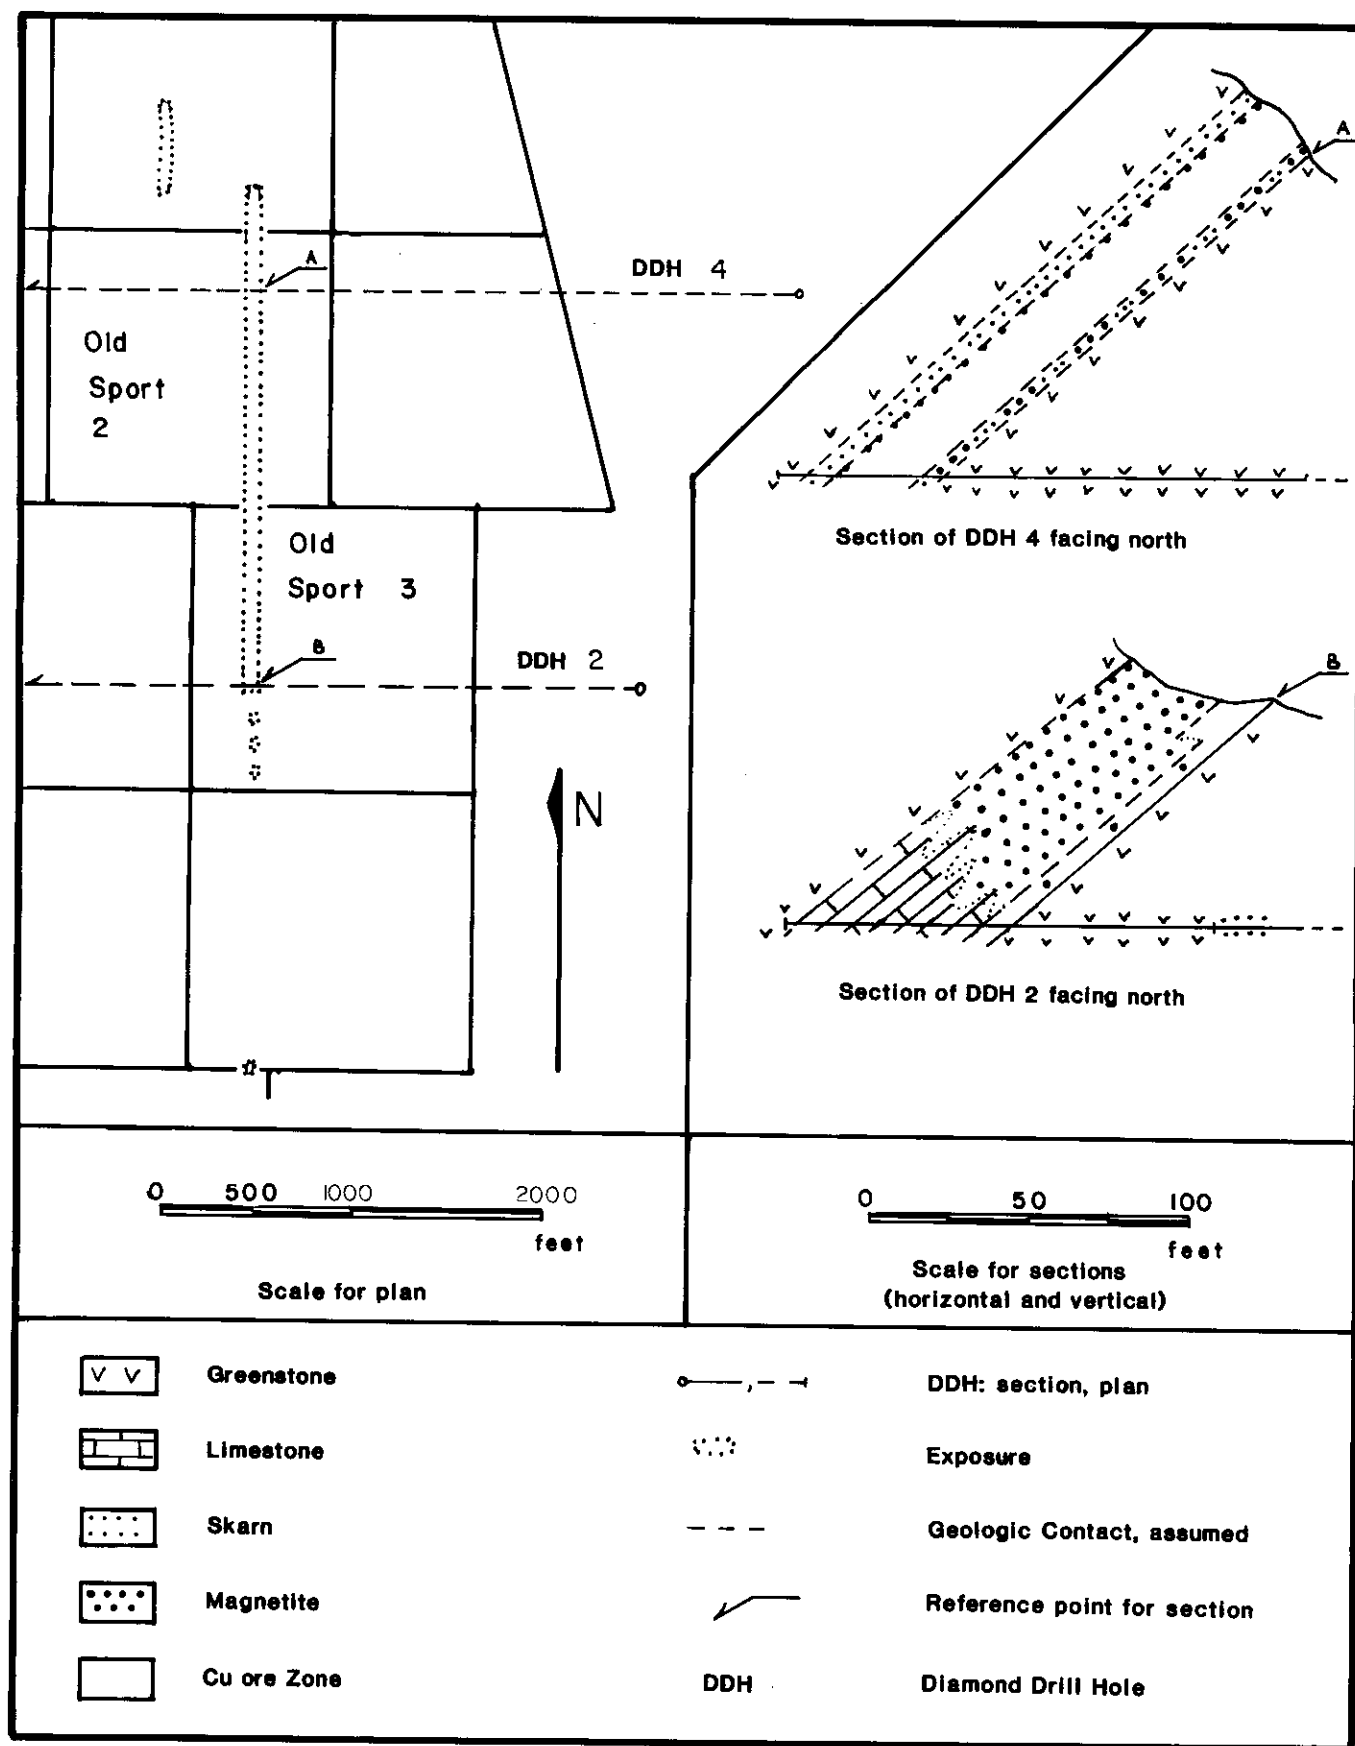 A
DDH 4
Old
Sport
2
Old
Sport 3
B
DDH 2
N
A
V V V V V V V V V V V V V V V V V V V V V V V V V V V V V V V V V V V V V V V
Section of DDH 4 facing north
B
Section of DDH 2 facing north
0 500 1000 2000
feet
Scale for plan
0 50 100
feet
Scale for sections
(horizontal and vertical)
V V Greenstone
Limestone
Skarn
Magnetite
Cu ore Zone
DDH: section, plan
Exposure
Geologic Contact, assumed
Reference point for section
DDH Diamond Drill Hole